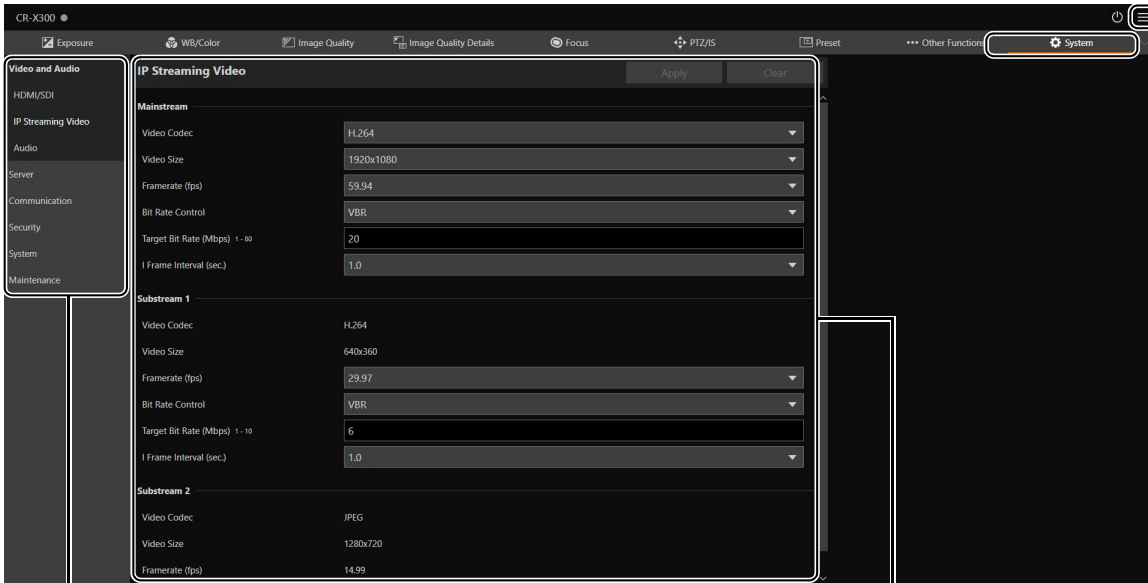 CR-X300
Exposure WB/Color Image Quality Image Quality Details Focus PTZ/IS Preset Other Functions System
Video and Audio
HDMI/SDI
IP Streaming Video
Audio
Server
Communication
Security
System
Maintenance
IP Streaming Video Apply Clear
Mainstream
Video Codec H.264
Video Size 1920x1080
Framerate (fps) 59.94
Bit Rate Control VBR
Target Bit Rate (Mbps) 1 - 80 20
I Frame Interval (sec.) 1.0
Substream 1
Video Codec H.264
Video Size 640x360
Framerate (fps) 29.97
Bit Rate Control VBR
Target Bit Rate (Mbps) 1 - 10 6
I Frame Interval (sec.) 1.0
Substream 2
Video Codec JPEG
Video Size 1280x720
Framerate (fps) 14.99